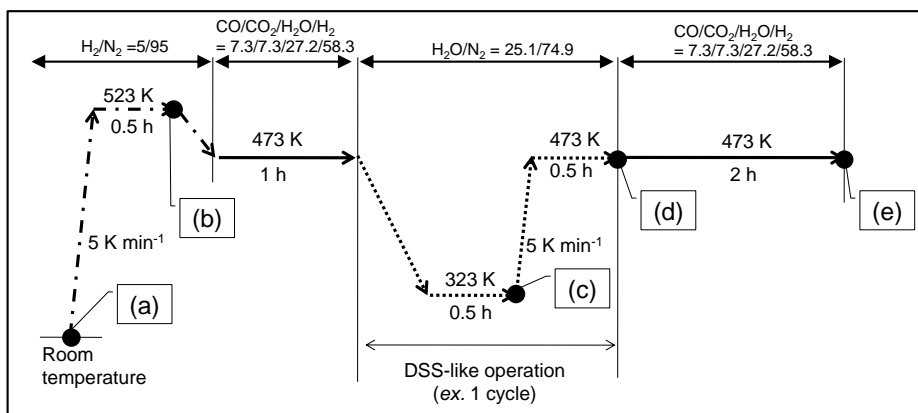 H2/N2 =5/95
CO/CO2/H2O/H2
= 7.3/7.3/27.2/58.3
H2O/N2 = 25.1/74.9
CO/CO2/H2O/H2
= 7.3/7.3/27.2/58.3
523 K
0.5 h
473 K
1 h
473 K
0.5 h
473 K
2 h
(b)
(d)
(e)
5 K min-1
5 K min-1
323 K
0.5 h
(c)
(a)
Room
temperature
DSS-like operation
(ex. 1 cycle)